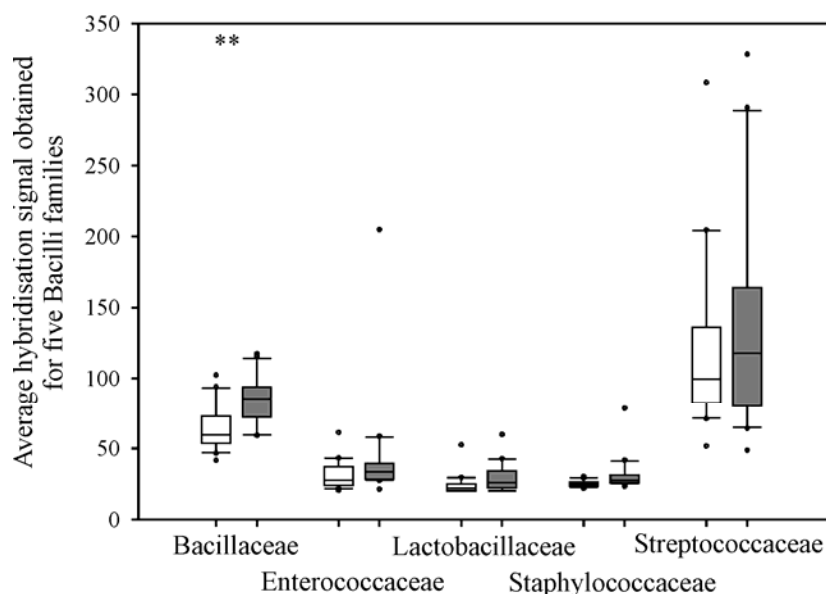 Average hybridisation signal obtained
for five Bacilli families
350
300
250
200
150
100
50
0
**
Bacillaceae
Enterococcaceae
Lactobacillaceae
Staphylococcaceae
Streptococcaceae